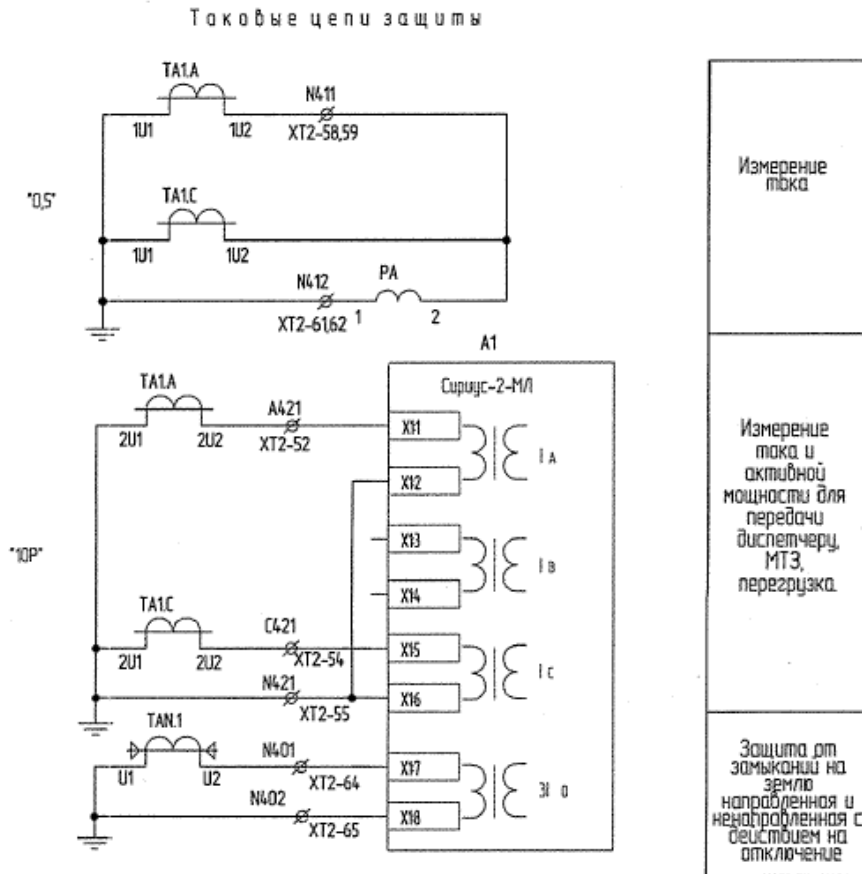 Токовые цепи защиты
TA1.A
N411
1U1
1U2
XT2-58,59
Измерение
тока
"0,5"
TA1.C
1U1
1U2
N412
PA
XT2-61,62
1
2
A1
TA1.A
Сириус-2-МЛ
A421
X11
2U1
2U2
XT2-52
I A
X12
Измерение
тока и
активной
мощности для
передачи
диспетчеру,
МТЗ,
перегрузка
"10P"
X13
I B
X14
TA1.C
C421
X15
2U1
2U2
XT2-54
I C
N421
X16
XT2-55
TAN.1
N401
X17
U1
U2
XT2-64
3I 0
N402
X18
XT2-65
Защита от
замыкании на
землю
направленная и
ненаправленная с
действием на
отключение